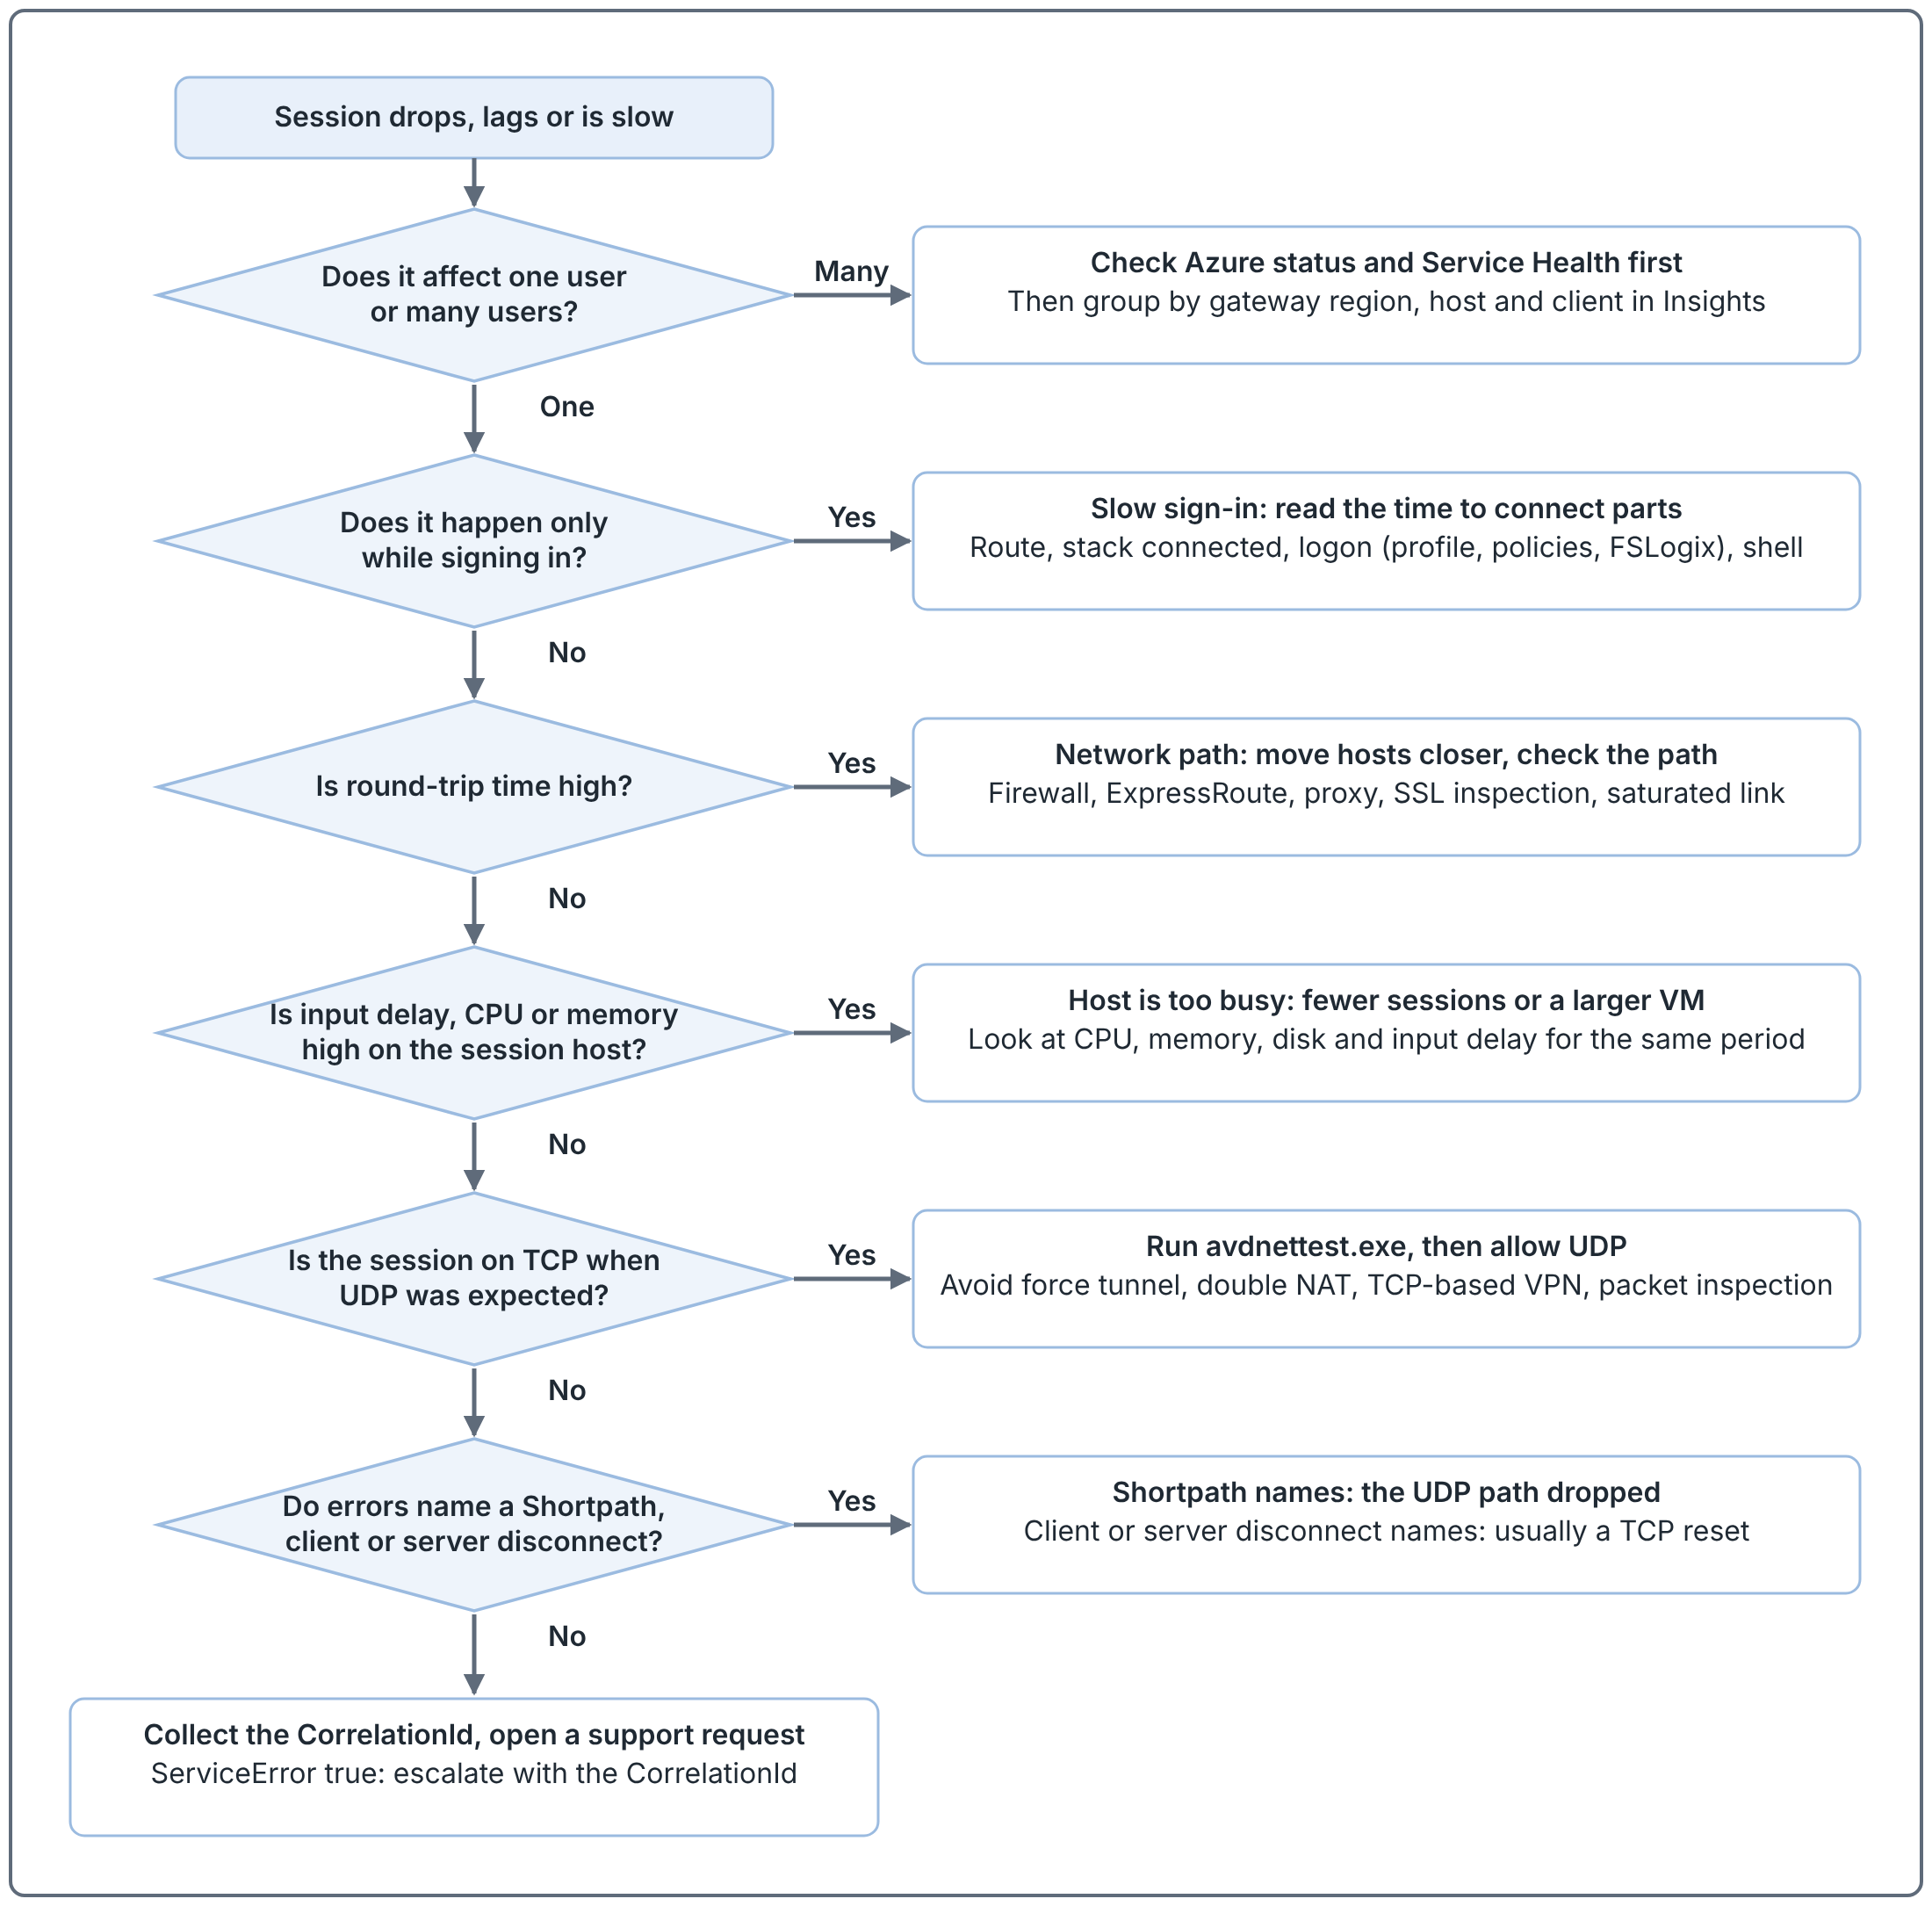 Session drops, lags or is slow
Does it affect one user
or many users?
Many
Check Azure status and Service Health first
Then group by gateway region, host and client in Insights
One
Does it happen only
while signing in?
Yes
Slow sign-in: read the time to connect parts
Route, stack connected, logon (profile, policies, FSLogix), shell
No
Is round-trip time high?
Yes
Network path: move hosts closer, check the path
Firewall, ExpressRoute, proxy, SSL inspection, saturated link
No
Is input delay, CPU or memory
high on the session host?
Yes
Host is too busy: fewer sessions or a larger VM
Look at CPU, memory, disk and input delay for the same period
No
Is the session on TCP when
UDP was expected?
Yes
Run avdnettest.exe, then allow UDP
Avoid force tunnel, double NAT, TCP-based VPN, packet inspection
No
Do errors name a Shortpath,
client or server disconnect?
Yes
Shortpath names: the UDP path dropped
Client or server disconnect names: usually a TCP reset
No
Collect the CorrelationId, open a support request
ServiceError true: escalate with the CorrelationId